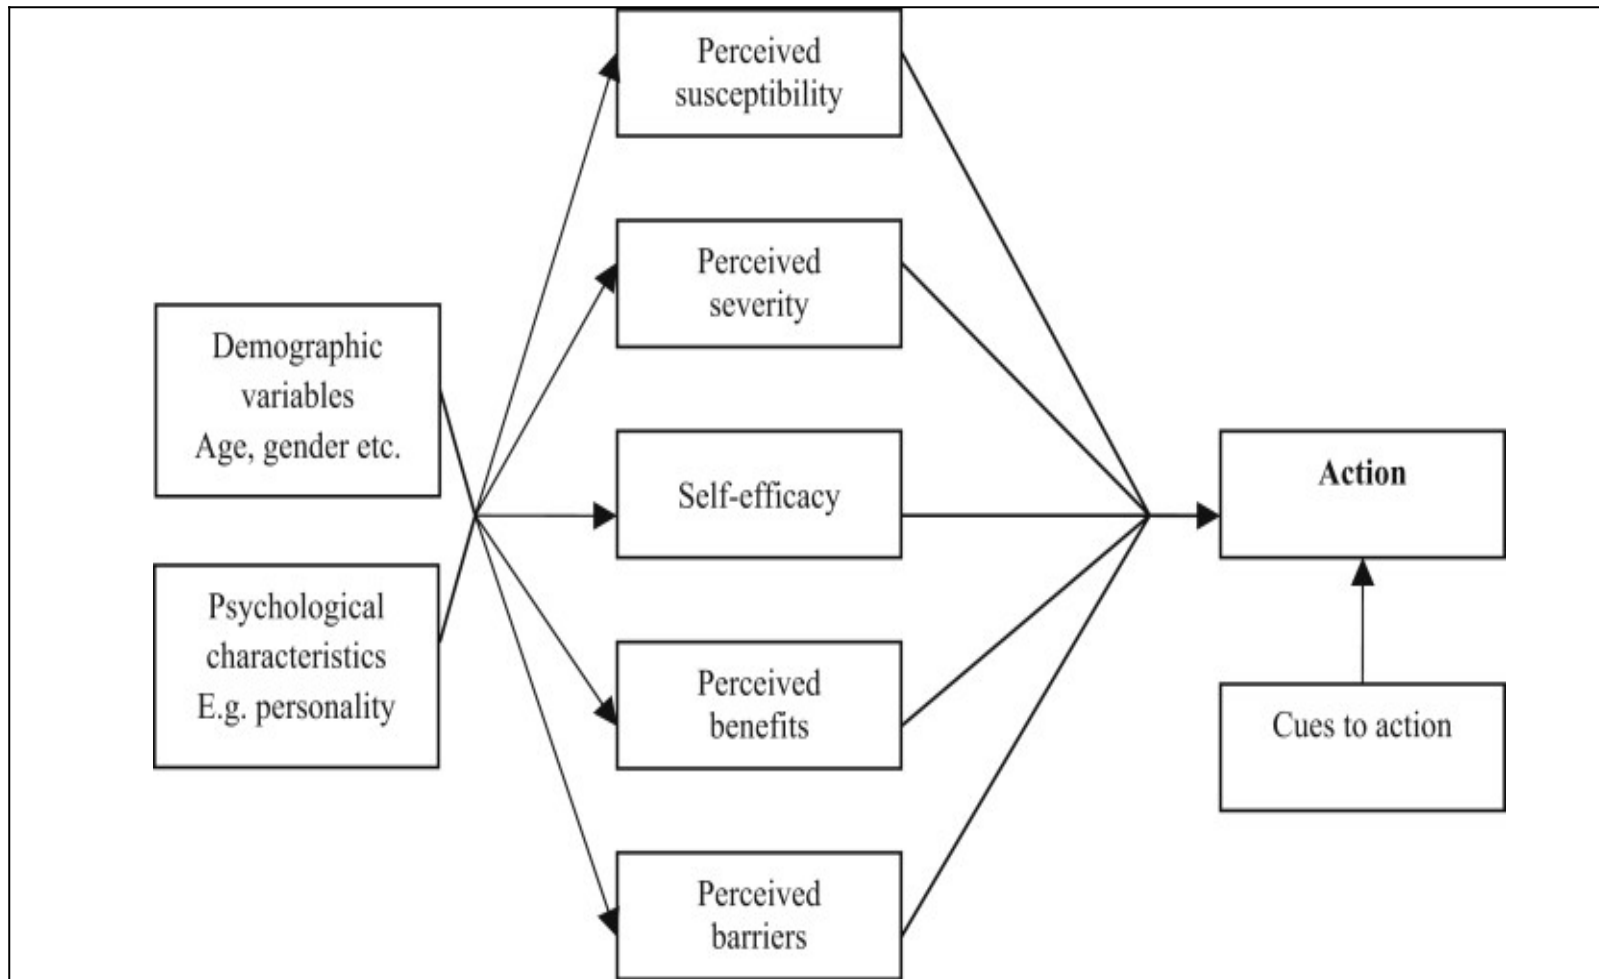 Perceived
susceptibility
Perceived
severity
Demographic
variables
Age, gender etc.
Self-efficacy
Action
Psychological
characteristics
E.g. personality
Perceived
benefits
Cues to action
Perceived
barriers